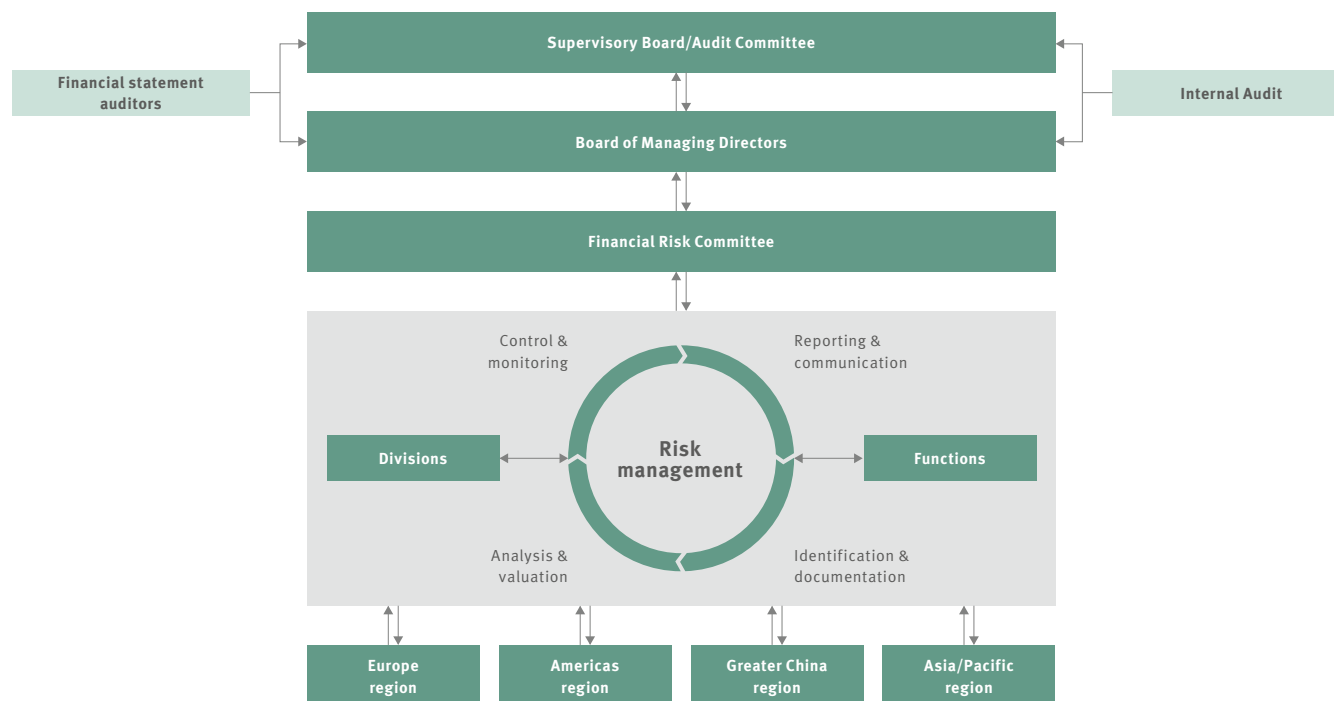 Supervisory Board/Audit Committee
Financial statement
auditors
Internal Audit
Board of Managing Directors
Financial Risk Committee
Control &
monitoring
Reporting &
communication
Divisions
Risk
management
Functions
Analysis &
valuation
Identification &
documentation
Europe
region
Americas
region
Greater China
region
Asia/Pacific
region